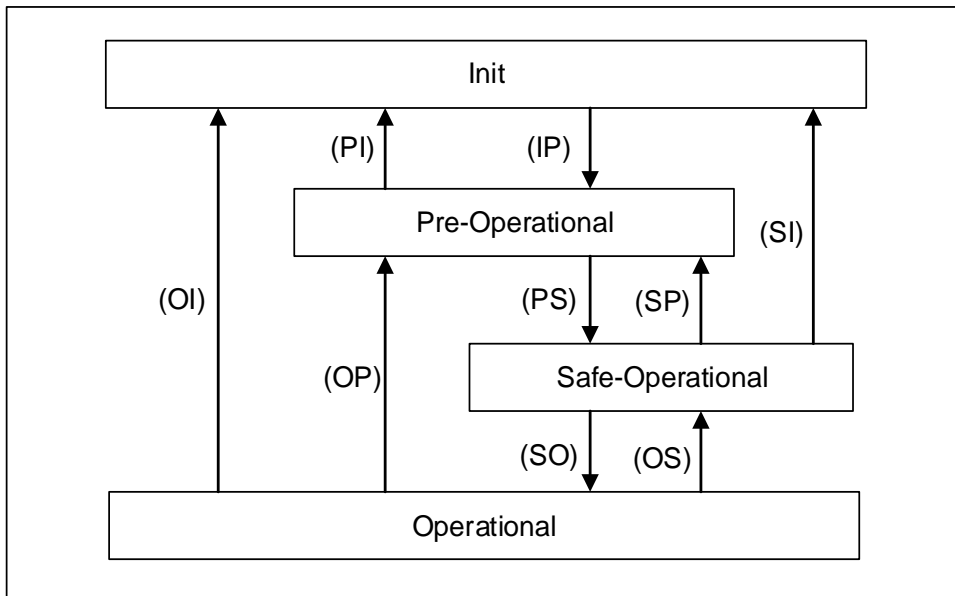 Init
(PI)
(IP)
Pre-Operational
(SI)
(OI)
(PS)
(SP)
(OP)
Safe-Operational
(SO)
(OS)
Operational